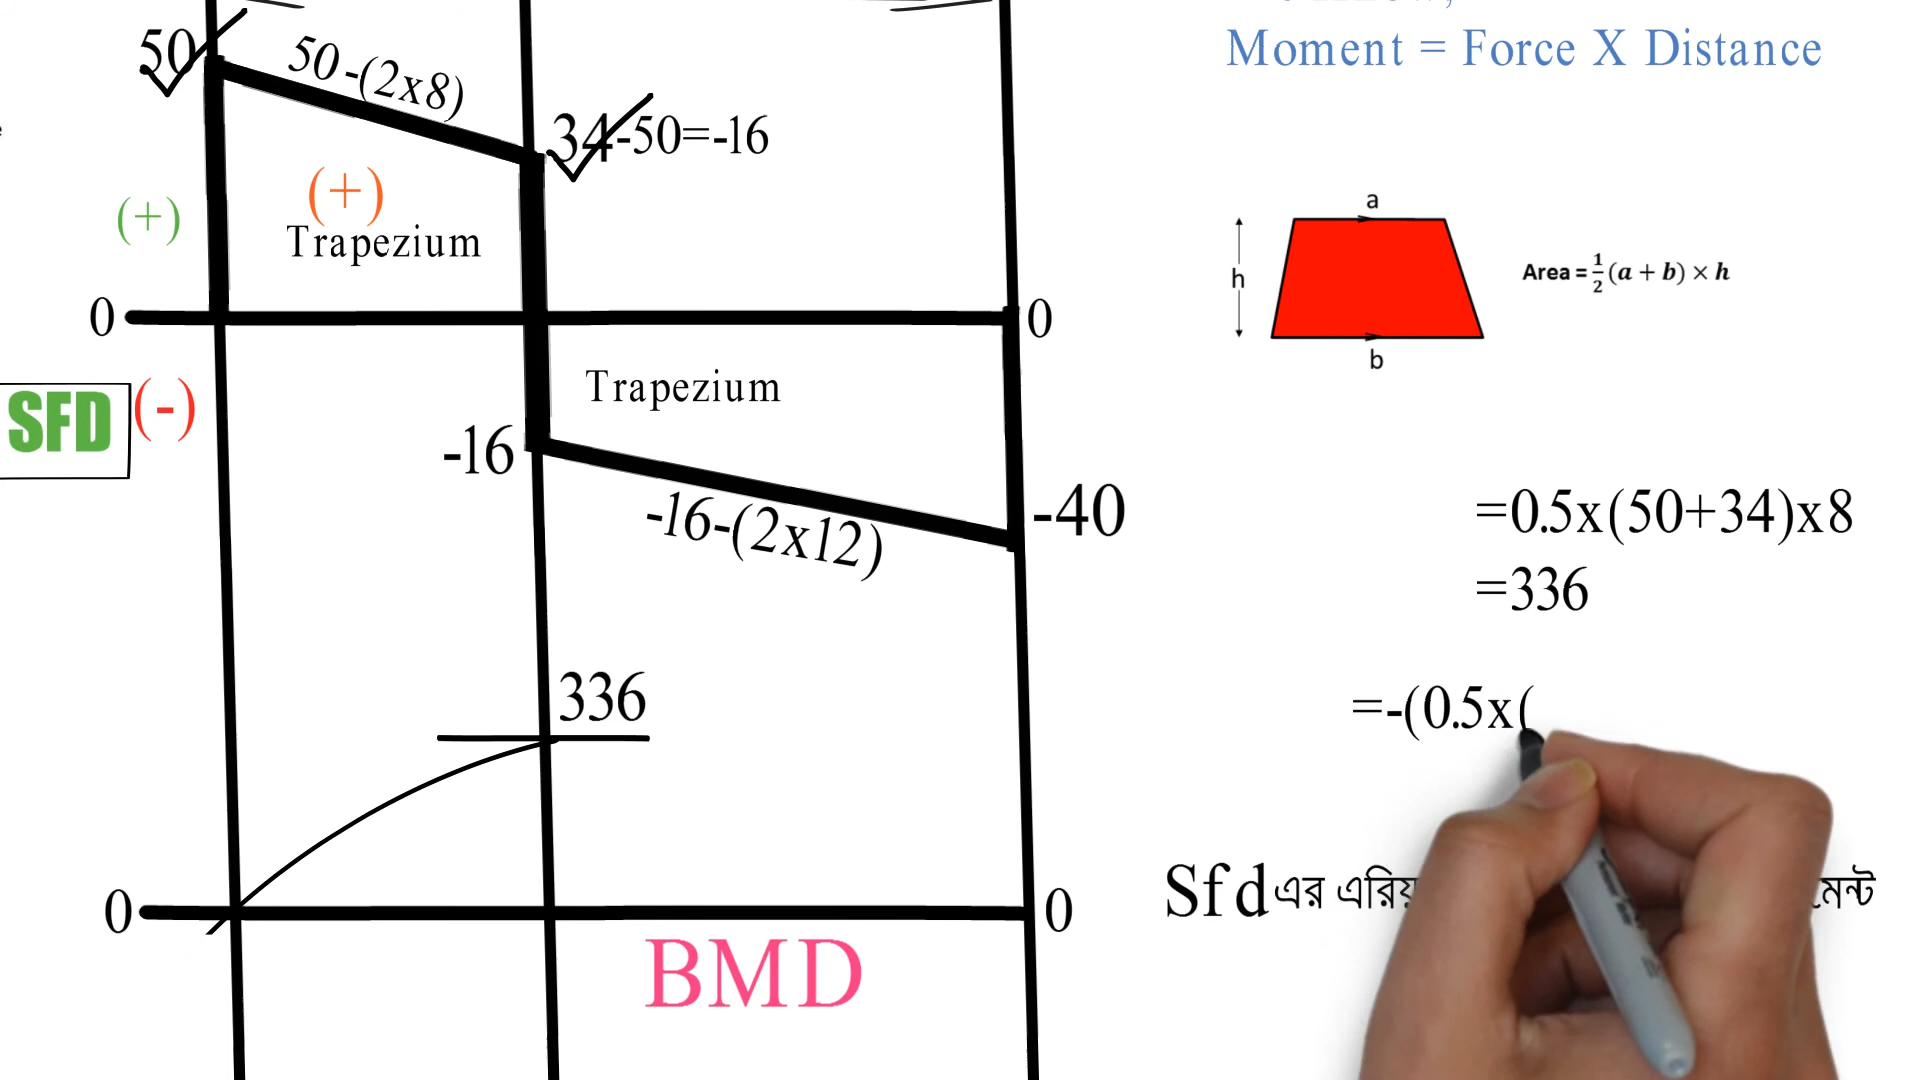 Moment = Force X Distance
50
50-(2x8)
34-50=-16
(+)
(+)
Trapezium
a
h
Area = 1/2 (a + b) × h
b
0
0
Trapezium
SFD
(-)
-16
-16-(2x12)
-40
=0.5x(50+34)x8
=336
336
=-(0.5x(
0
0
Sfd এর
BMD